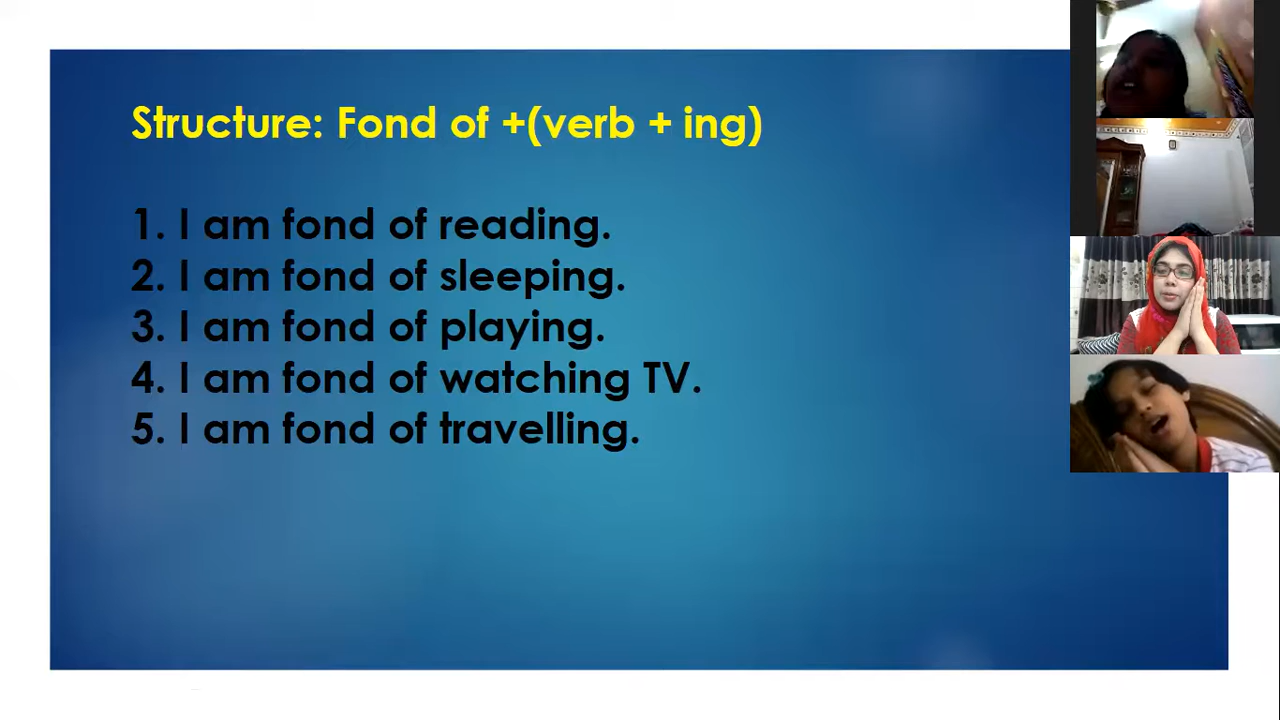 Structure: Fond of +(verb + ing)
1. I am fond of reading.
2. I am fond of sleeping.
3. I am fond of playing.
4. I am fond of watching TV.
5. I am fond of travelling.